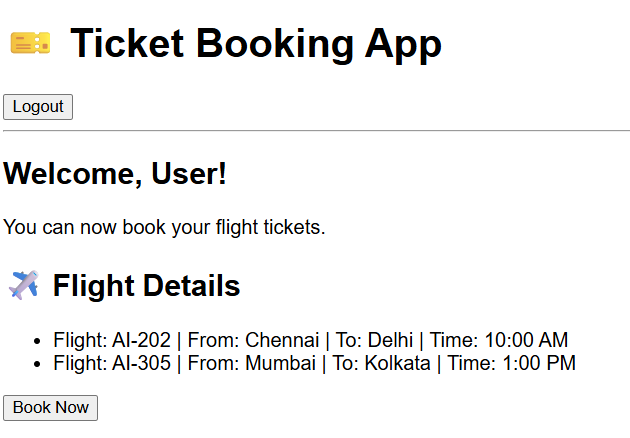 Ticket Booking App
Logout
Welcome, User!
You can now book your flight tickets.
Flight Details
Flight: AI-202 | From: Chennai | To: Delhi | Time: 10:00 AM
Flight: AI-305 | From: Mumbai | To: Kolkata | Time: 1:00 PM
Book Now